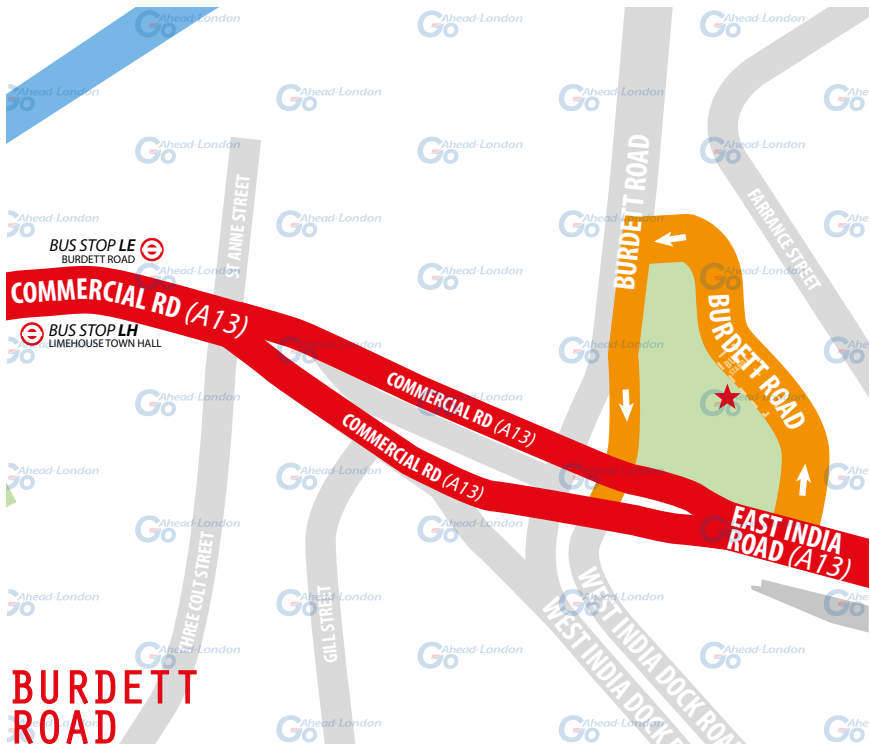 BUS STOP LE
BURDETT ROAD
COMMERCIAL RD (A13)
BUS STOP LH
LIMEHOUSE TOWN HALL
ST ANNE STREET
BURDETT ROAD
FARRANCE STREET
BURDETT ROAD
COMMERCIAL RD (A13)
COMMERCIAL RD (A13)
EAST INDIA
ROAD (A13)
THREE COLT STREET
GILL STREET
WEST INDIA DOCK ROAD
WEST INDIA DOCK
BURDETT
ROAD
Go Ahead-London